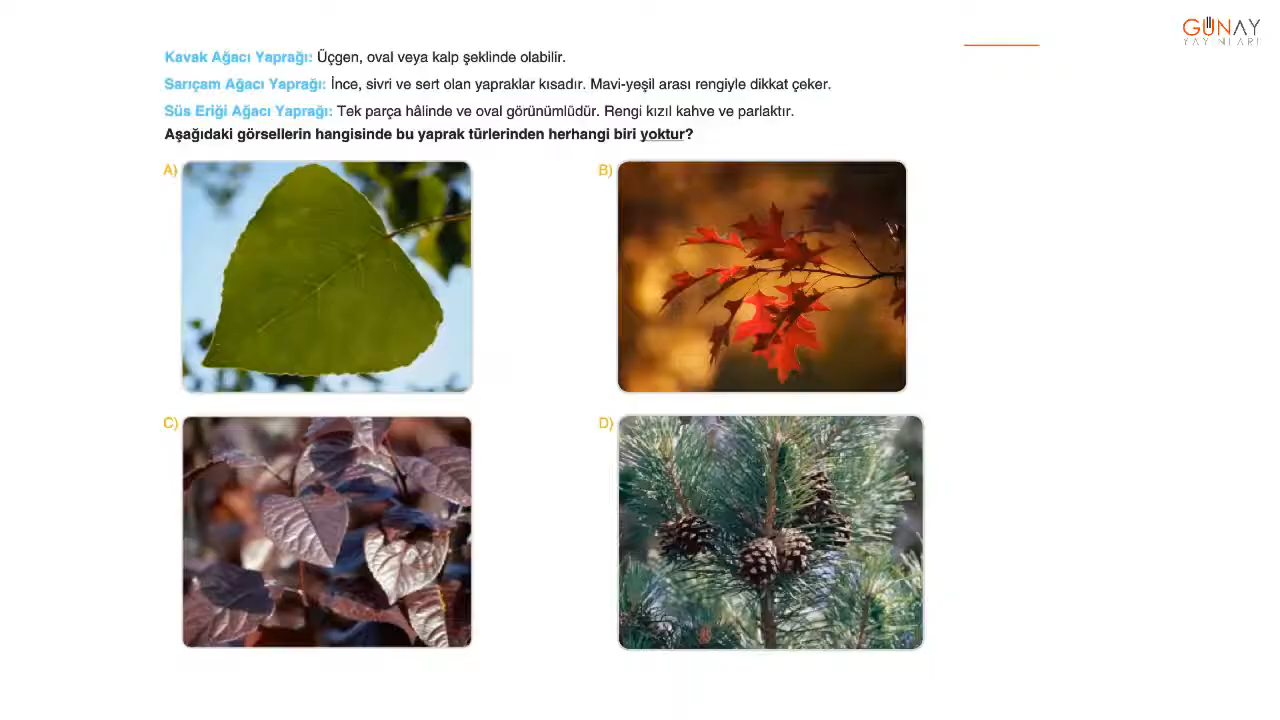 GÜNAY
YAYINLARI
Kavak Ağacı Yaprağı: Üçgen, oval veya kalp şeklinde olabilir.
Sarıçam Ağacı Yaprağı: İnce, sivri ve sert olan yapraklar kısadır. Mavi-yeşil arası rengiyle dikkat çeker.
Süs Eriği Ağacı Yaprağı: Tek parça hâlinde ve oval görünümlüdür. Rengi kızıl kahve ve parlaktır.
Aşağıdaki görsellerin hangisinde bu yaprak türlerinden herhangi biri yoktur?
A)
B)
C)
D)